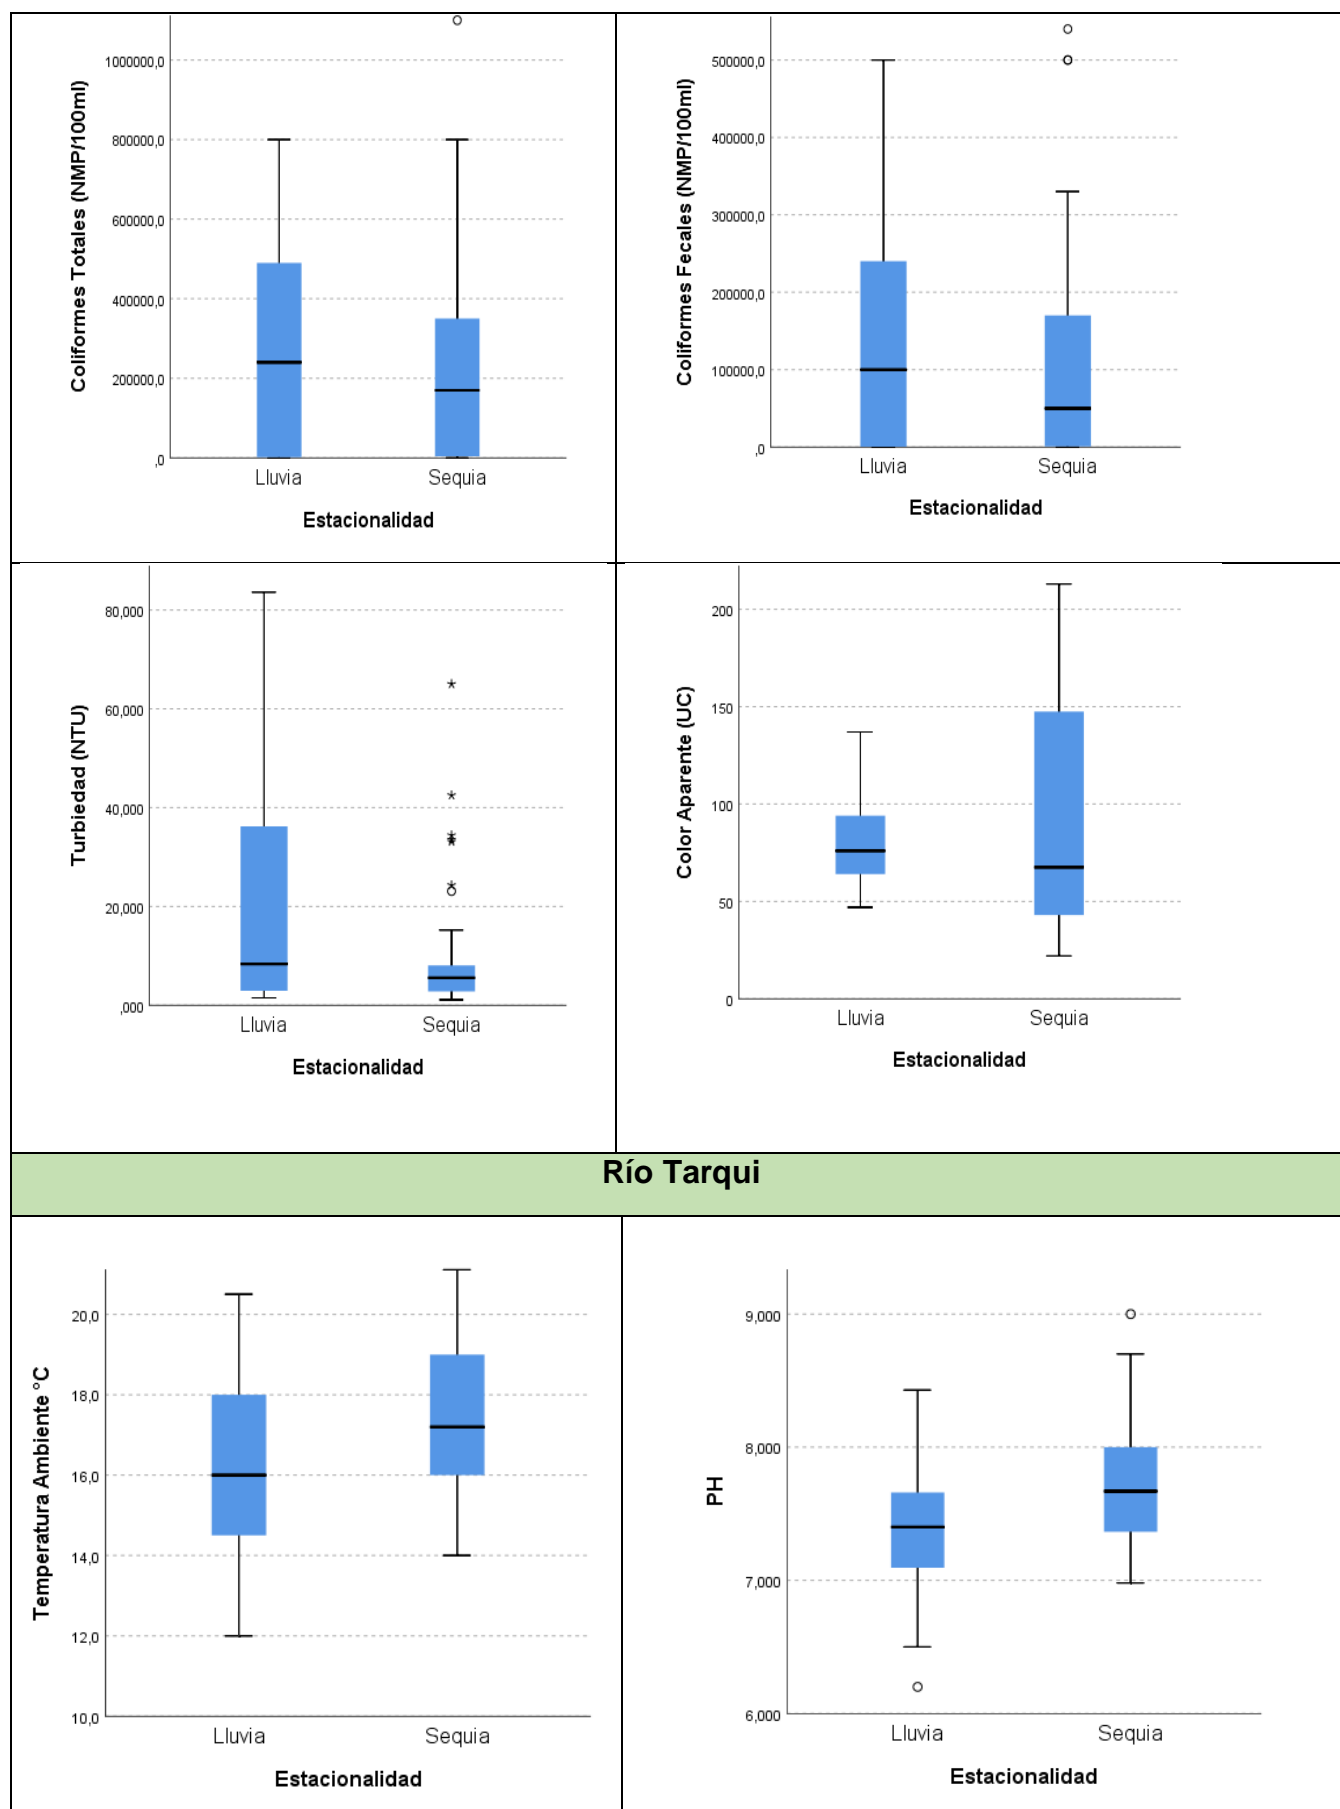 Coliformes Totales (NMP/100ml)
1000000,0
800000,0
600000,0
400000,0
200000,0
,0
Lluvia
Sequia
Estacionalidad
Coliformes Fecales (NMP/100ml)
500000,0
400000,0
300000,0
200000,0
100000,0
,0
Lluvia
Sequia
Estacionalidad
Turbiedad (NTU)
80,000
60,000
40,000
20,000
,000
Lluvia
Sequia
Estacionalidad
Color Aparente (UC)
200
150
100
50
0
Lluvia
Sequia
Estacionalidad
Río Tarqui
Temperatura Ambiente °C
20,0
18,0
16,0
14,0
12,0
10,0
Lluvia
Sequia
Estacionalidad
PH
9,000
8,000
7,000
6,000
Lluvia
Sequia
Estacionalidad